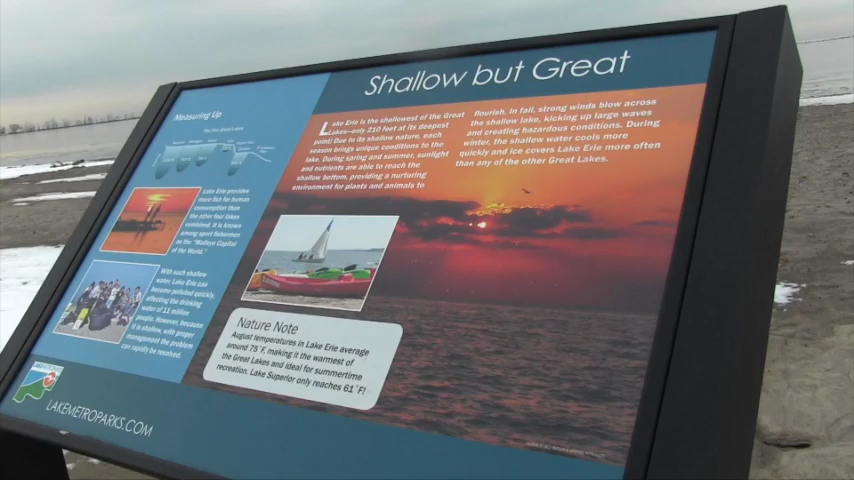 Shallow but Great
Measuring Up
The Five Great Lakes
Lake Erie provides
more fish for human
consumption than
the other four lakes
combined. It is known
among sport fishermen
as the "Walleye Capital
of the World."
With such shallow
water, Lake Erie can
become polluted quickly,
affecting the drinking
water of 11 million
people. However, because
it is shallow, with proper
management the problem
can rapidly be resolved.
Lake Erie is the shallowest of the Great
Lakes—only 210 feet at its deepest
point! Due to its shallow nature, each
season brings unique conditions to the
lake. During spring and summer, sunlight
and nutrients are able to reach the
shallow bottom, providing a nurturing
environment for plants and animals to
flourish. In fall, strong winds blow across
the shallow lake, kicking up large waves
and creating hazardous conditions. During
winter, the shallow water cools more
quickly and ice covers Lake Erie more often
than any of the other Great Lakes.
Nature Note
August temperatures in Lake Erie average
around 75˚F, making it the warmest of
the Great Lakes and ideal for summertime
recreation. Lake Superior only reaches 61˚F!
LAKEMETROPARKS.COM